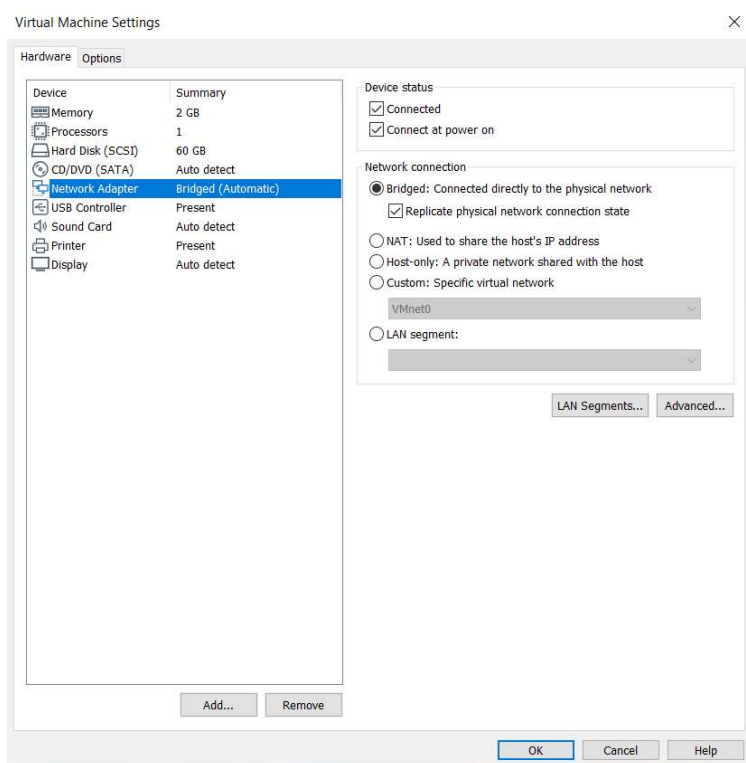 Virtual Machine Settings
Hardware Options
Device Summary
Memory 2 GB
Processors 1
Hard Disk (SCSI) 60 GB
CD/DVD (SATA) Auto detect
Network Adapter Bridged (Automatic)
USB Controller Present
Sound Card Auto detect
Printer Present
Display Auto detect
Add... Remove
Device status
Connected
Connect at power on
Network connection
Bridged: Connected directly to the physical network
Replicate physical network connection state
NAT: Used to share the host's IP address
Host-only: A private network shared with the host
Custom: Specific virtual network
VMnet0
LAN segment:
LAN Segments... Advanced...
OK Cancel Help